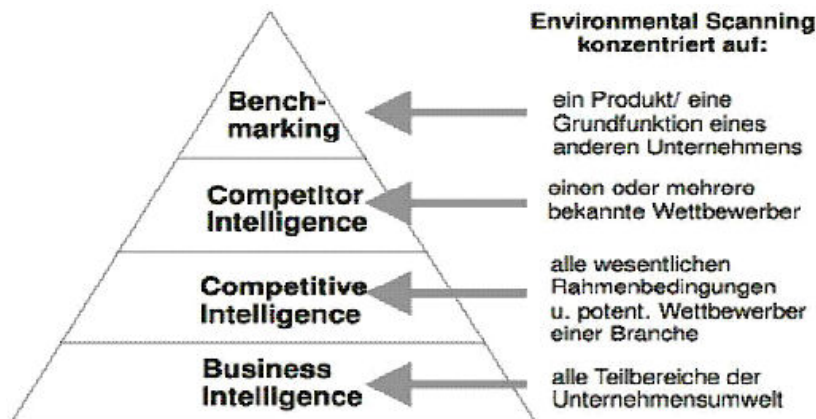 Environmental Scanning
konzentriert auf:
Bench-
marking
ein Produkt/ eine
Grundfunktion eines
anderen Unternehmens
Competitor
Intelligence
einen oder mehrere
bekannte Wettbewerber
Competitive
Intelligence
alle wesentlichen
Rahmenbedingungen
u. potent. Wettbewerber
einer Branche
Business
Intelligence
alle Teilbereiche der
Unternehmensumwelt